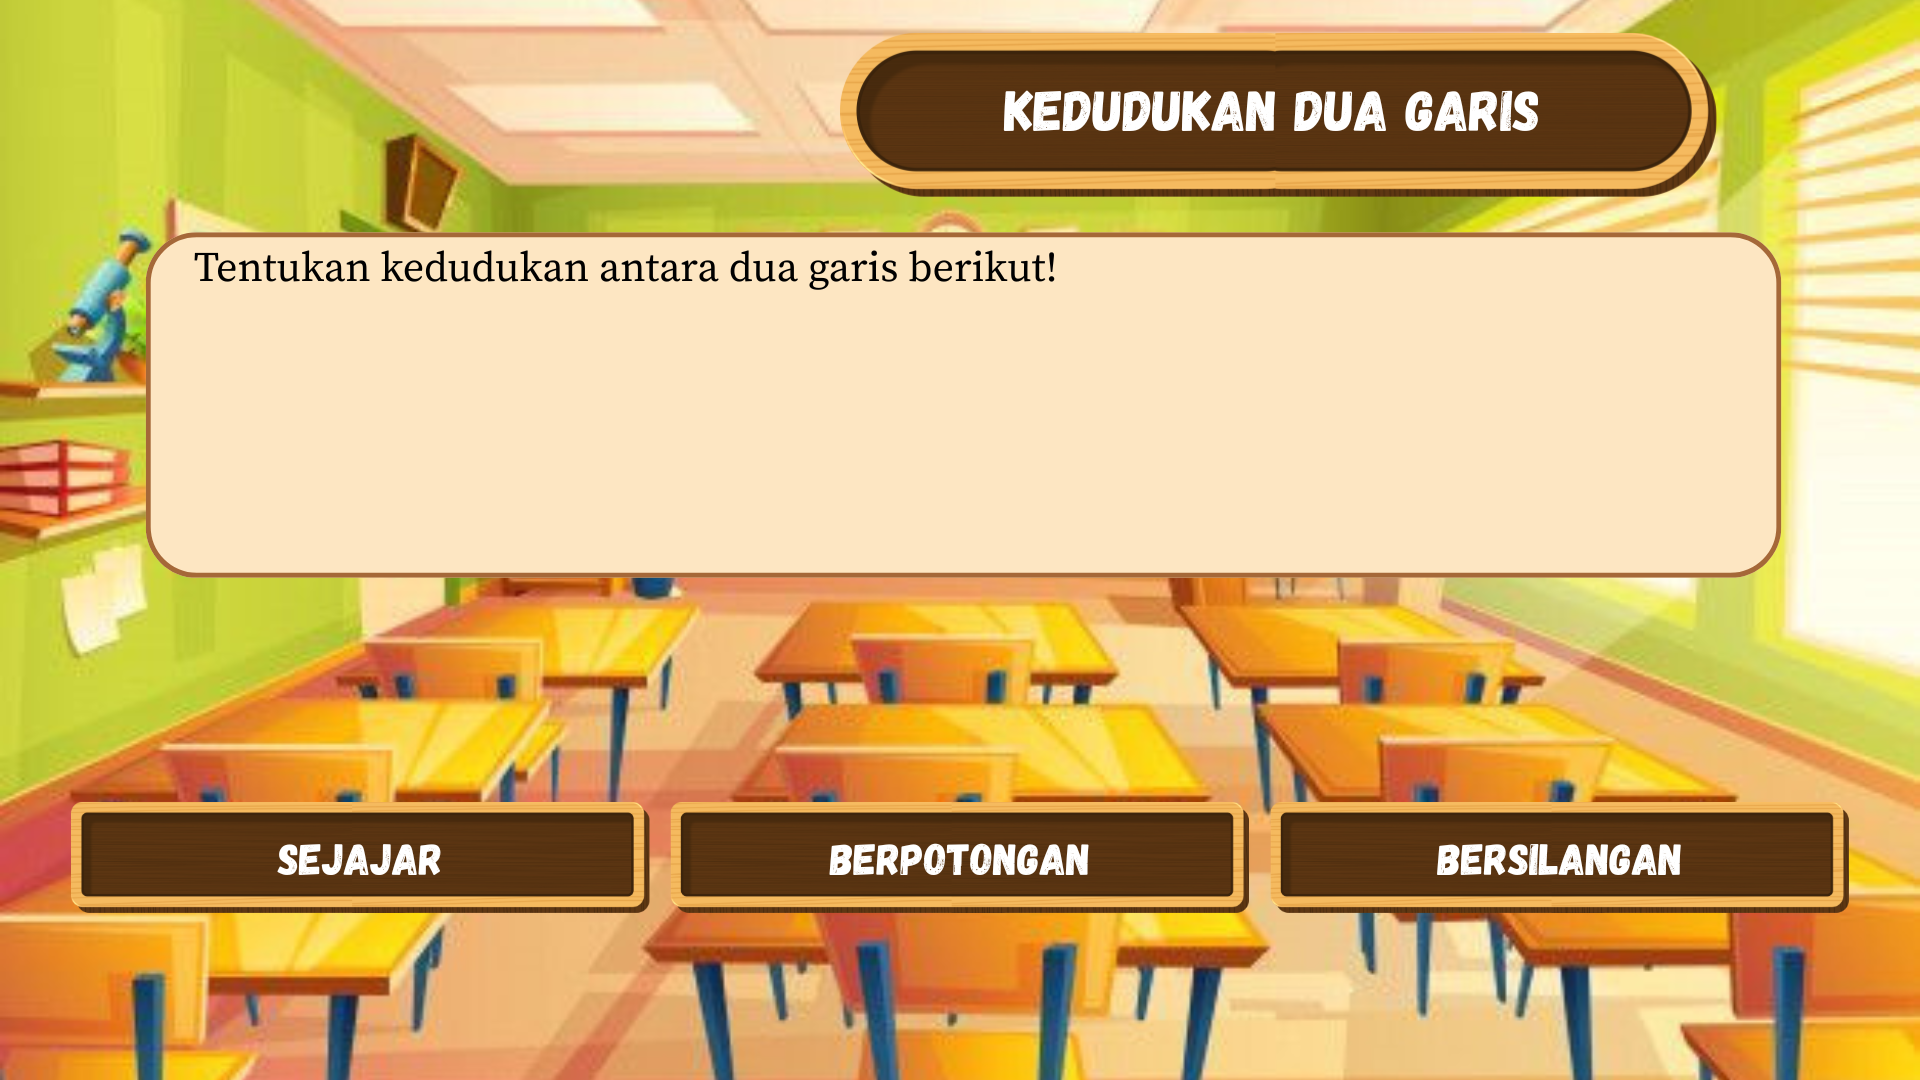 KEDUDUKAN DUA GARIS
Tentukan kedudukan antara dua garis berikut!
SEJAJAR
BERPOTONGAN
BERSILANGAN